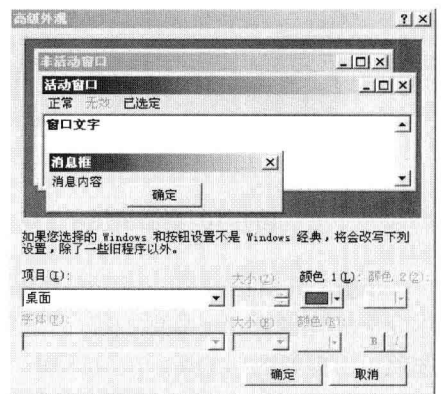 高级外观
非活动窗口
活动窗口
正常 无效 已选定
窗口文字
消息框
消息内容
确定
如果您选择的 Windows 和按钮设置不是 Windows 经典，将会改写下列
设置，除了一些旧程序以外。
项目(I): 大小(Z): 颜色 1(L): 颜色 2(2):
桌面
字体(F): 大小(E): 颜色(R):
B I
确定 取消